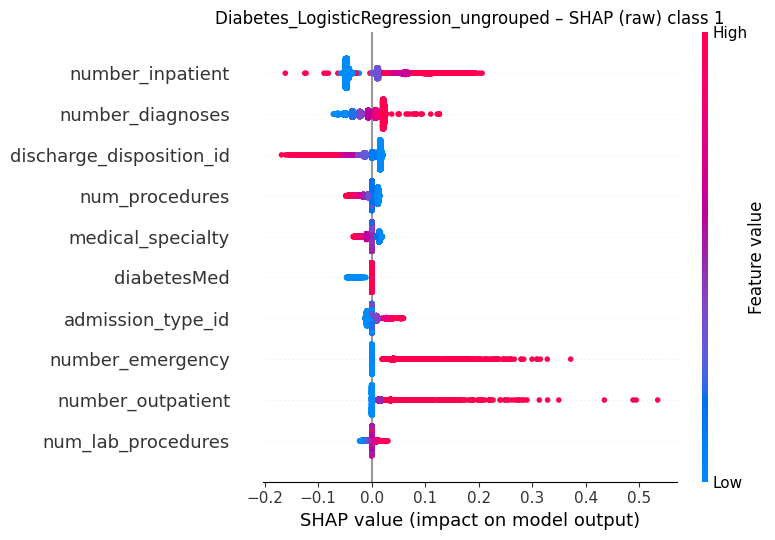 Diabetes_LogisticRegression_ungrouped – SHAP (raw) class 1
High
number_inpatient
number_diagnoses
discharge_disposition_id
num_procedures
medical_specialty
diabetesMed
admission_type_id
number_emergency
number_outpatient
num_lab_procedures
Feature value
Low
−0.2 −0.1 0.0 0.1 0.2 0.3 0.4 0.5
SHAP value (impact on model output)